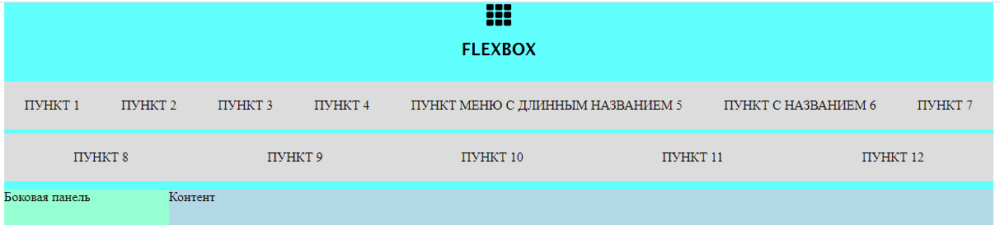 FLEXBOX
ПУНКТ 1 ПУНКТ 2 ПУНКТ 3 ПУНКТ 4 ПУНКТ МЕНЮ С ДЛИННЫМ НАЗВАНИЕМ 5 ПУНКТ С НАЗВАНИЕМ 6 ПУНКТ 7
ПУНКТ 8 ПУНКТ 9 ПУНКТ 10 ПУНКТ 11 ПУНКТ 12
Боковая панель Контент